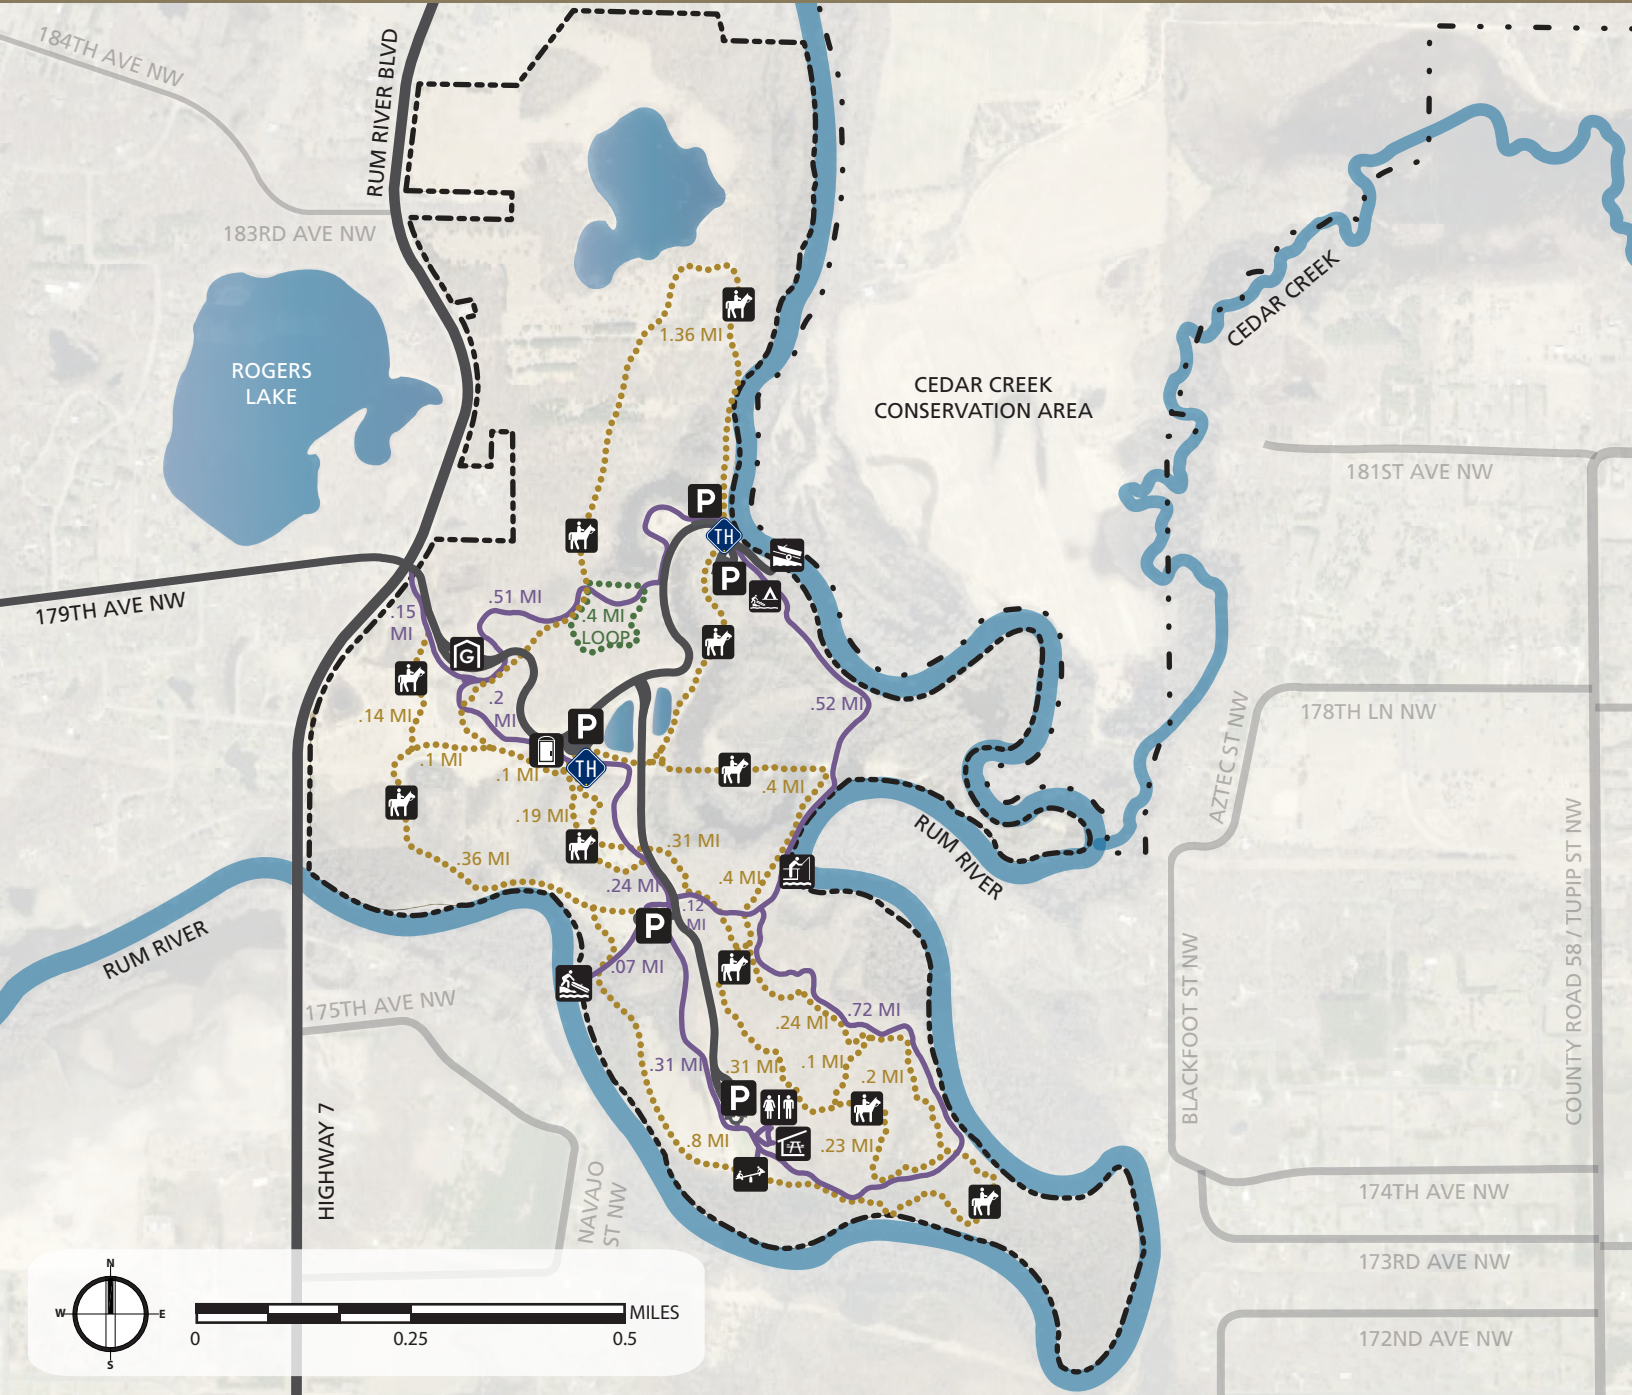 184TH AVE NW
RUM RIVER BLVD
183RD AVE NW
ROGERS
LAKE
1.36 MI
CEDAR CREEK
CEDAR CREEK
CONSERVATION AREA
181ST AVE NW
P
TH
P
179TH AVE NW
.15
MI
.51 MI
.4 MI
LOOP
G
.2
MI
.14 MI
.52 MI
178TH LN NW
AZTEC ST NW
P
TH
.1 MI
.1 MI
.4 MI
.19 MI
.31 MI
.36 MI
.24 MI
.4 MI
RUM RIVER
COUNTY ROAD 58 / TUPIP ST NW
.12
MI
P
RUM RIVER
.07 MI
175TH AVE NW
.72 MI
.24 MI
BLACKFOOT ST NW
.31 MI
.31 MI
.1 MI
.2 MI
P
.8 MI
.23 MI
HIGHWAY 7
NAVAJO
ST NW
174TH AVE NW
173RD AVE NW
172ND AVE NW
N
W
E
S
MILES
0
0.25
0.5